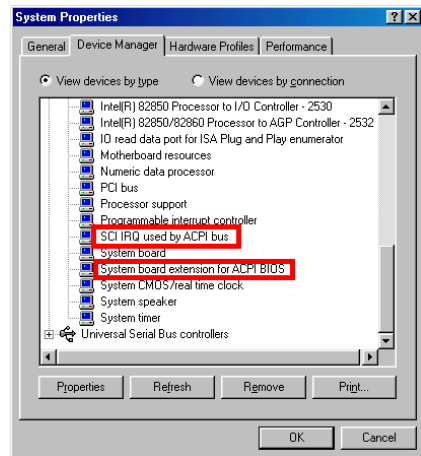 System Properties
General Device Manager Hardware Profiles Performance
View devices by type View devices by connection
Intel(R) 82850 Processor to I/O Controller - 2530
Intel(R) 82850/82860 Processor to AGP Controller - 2532
IO read data port for ISA Plug and Play enumerator
Motherboard resources
Numeric data processor
PCI bus
Processor support
Programmable interrupt controller
SCI IRQ used by ACPI bus
System board
System board extension for ACPI BIOS
System CMOS/real time clock
System speaker
System timer
Universal Serial Bus controllers
Properties Refresh Remove Print...
OK Cancel